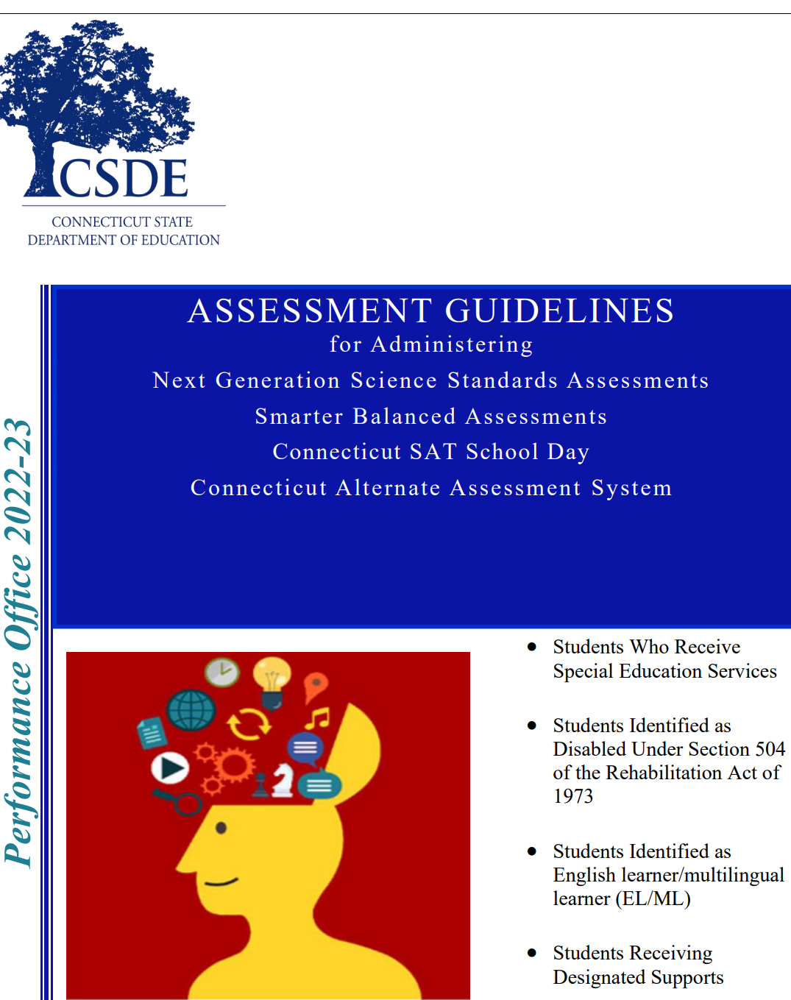 CSDE
CONNECTICUT STATE
DEPARTMENT OF EDUCATION
ASSESSMENT GUIDELINES
for Administering
Next Generation Science Standards Assessments
Smarter Balanced Assessments
Connecticut SAT School Day
Connecticut Alternate Assessment System
Performance Office 2022-23
• Students Who Receive
Special Education Services
• Students Identified as
Disabled Under Section 504
of the Rehabilitation Act of
1973
• Students Identified as
English learner/multilingual
learner (EL/ML)
• Students Receiving
Designated Supports